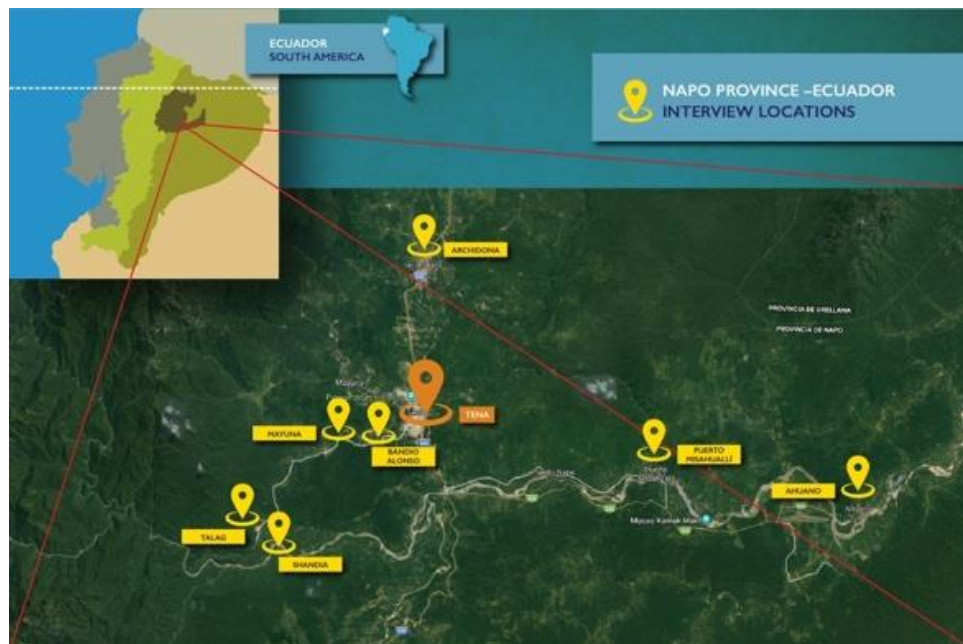 ECUADOR
SOUTH AMERICA
NAPO PROVINCE –ECUADOR
INTERVIEW LOCATIONS
ARCHIDONA
PROVINCIA DE ORELLANA
PROVINCIA DE NAPO
TENA
MAYUNA
BANDIO
ALONSO
PUERTO
MISAHUALLÍ
AHUANO
TALAG
SHANDIA